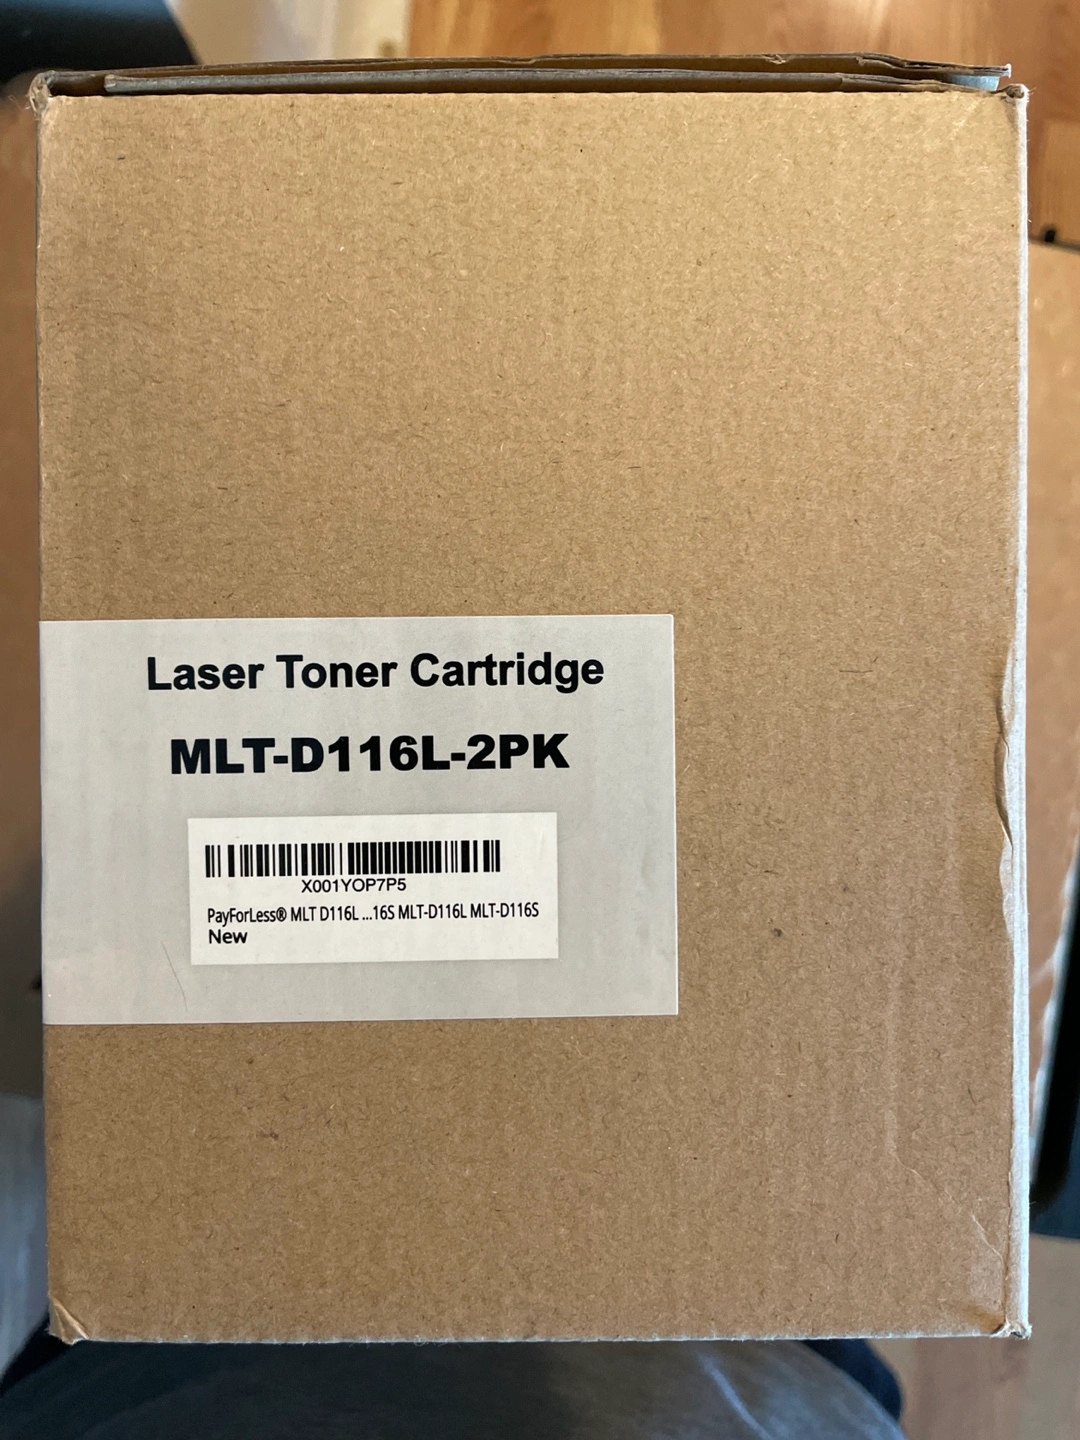 Laser Toner Cartridge
MLT-D116L-2PK
X001YOP7P5
PayForLess® MLT D116L ...16S MLT-D116L MLT-D116S
New